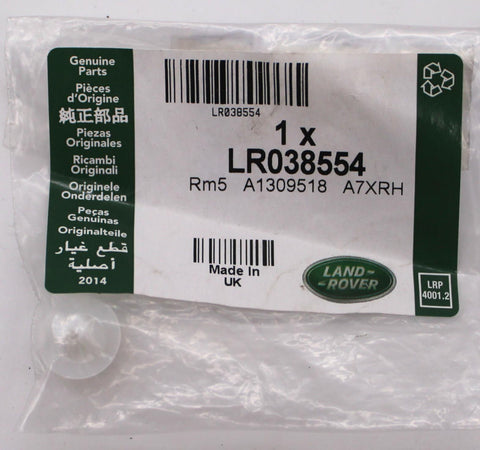 Genuine
Parts
Pièces
d'Origine
純正部品
Piezas
Originales
Ricambi
Originali
Originele
Onderdelen
Peças
Genuinas
Originalteile
قطع غيار
أصلية
2014
LR038554
1 x
LR038554
Rm5 A1309518 A7XRH
Made In
UK
LAND-
-ROVER
LRP
4001.2